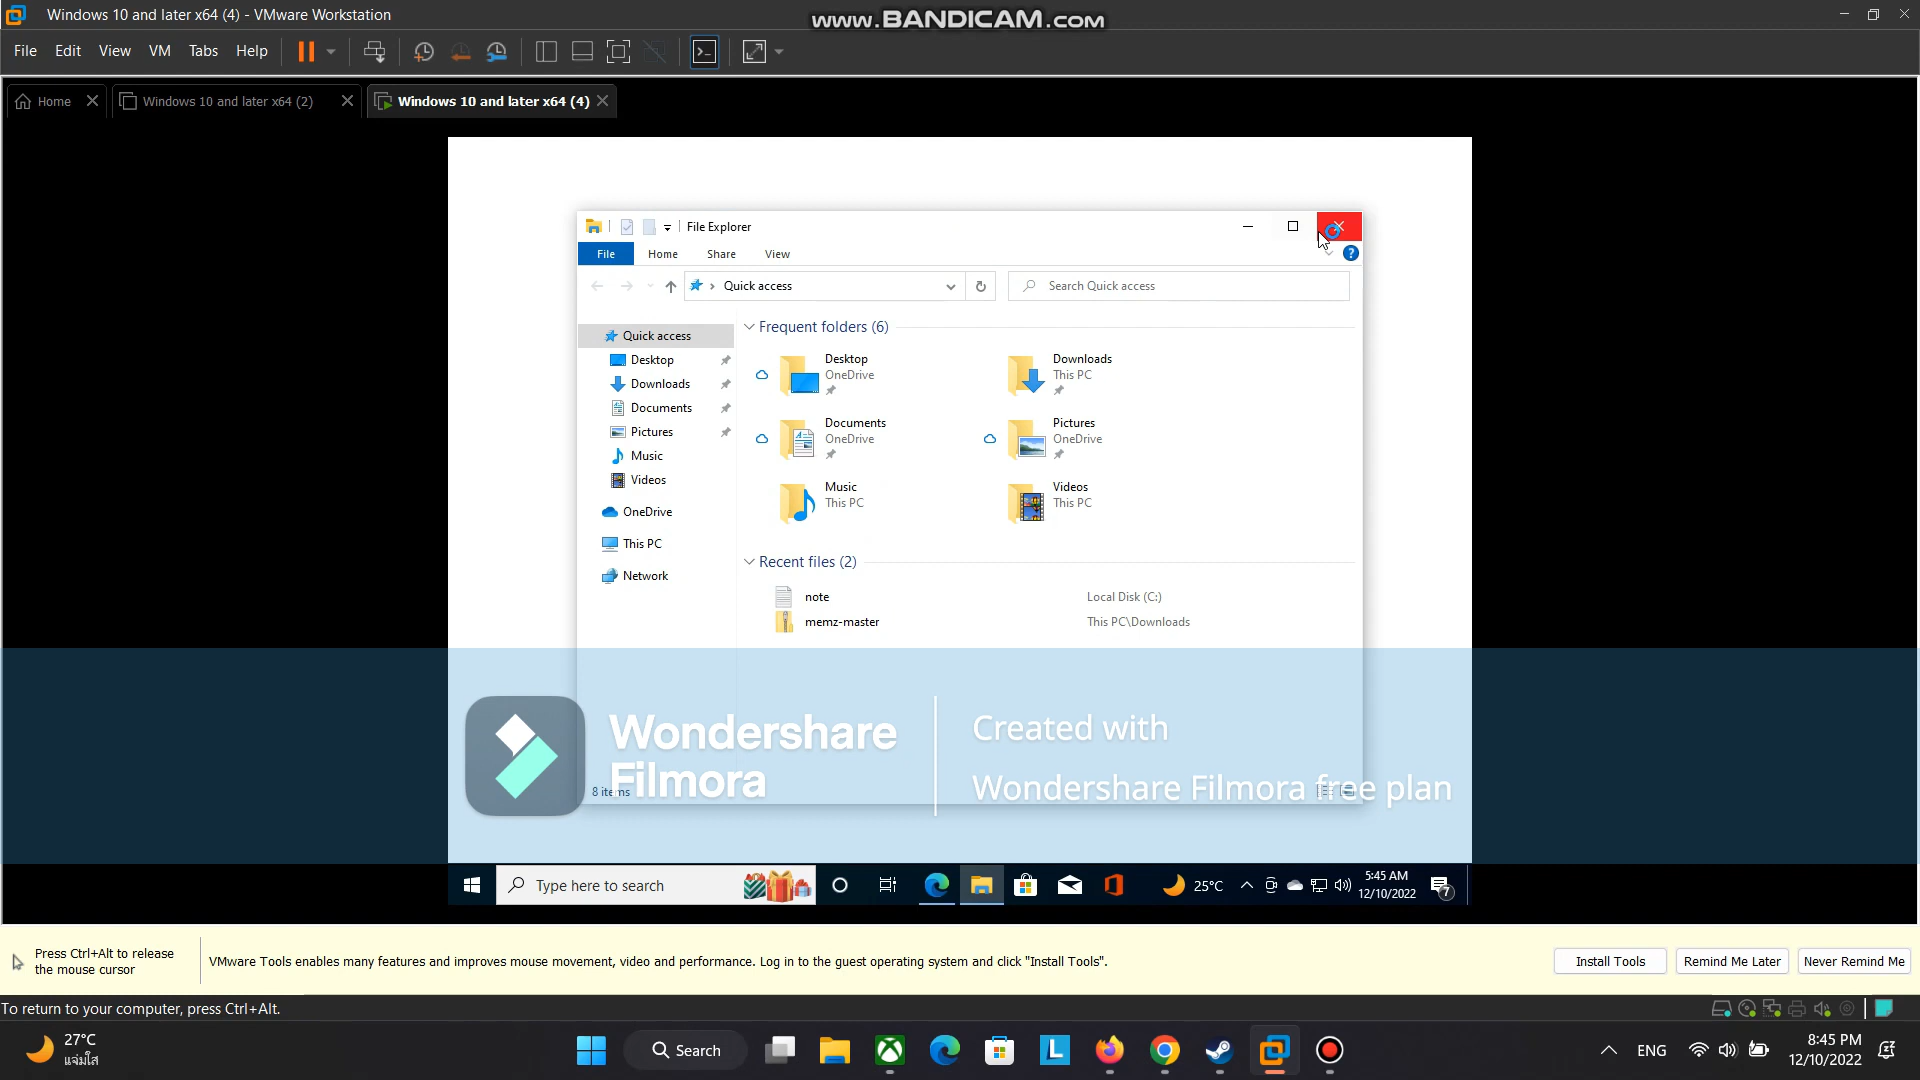 Windows 10 and later x64 (4) - VMware Workstation
www.BANDICAM.com
File Edit View VM Tabs Help
Home
Windows 10 and later x64 (2)
Windows 10 and later x64 (4)
File Explorer
File Home Share View
Quick access
Search Quick access
Quick access
Desktop
Downloads
Documents
Pictures
Music
Videos
OneDrive
This PC
Network
Frequent folders (6)
Desktop
OneDrive
Downloads
This PC
Documents
OneDrive
Pictures
OneDrive
Music
This PC
Videos
This PC
Recent files (2)
note Local Disk (C:)
memz-master This PC\Downloads
8 items
Wondershare
Filmora
Created with
Wondershare Filmora free plan
Type here to search
25°C
5:45 AM
12/10/2022
7
Press Ctrl+Alt to release
the mouse cursor
VMware Tools enables many features and improves mouse movement, video and performance. Log in to the guest operating system and click "Install Tools".
Install Tools
Remind Me Later
Never Remind Me
To return to your computer, press Ctrl+Alt.
27°C
แจ่มใส
Search
L
ENG
8:45 PM
12/10/2022